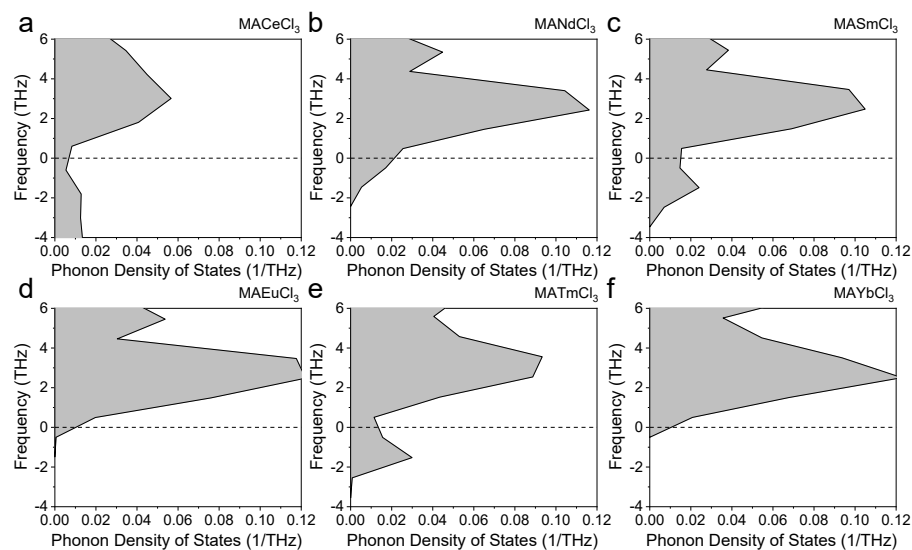 a MACeCl₃
6
4
2
0
-2
-4
Frequency (THz)
0.00 0.02 0.04 0.06 0.08 0.10 0.12
Phonon Density of States (1/THz)
b MANdCl₃
6
4
2
0
-2
-4
Frequency (THz)
0.00 0.02 0.04 0.06 0.08 0.10 0.12
Phonon Density of States (1/THz)
c MASmCl₃
6
4
2
0
-2
-4
Frequency (THz)
0.00 0.02 0.04 0.06 0.08 0.10 0.12
Phonon Density of States (1/THz)
d MAEuCl₃
6
4
2
0
-2
-4
Frequency (THz)
0.00 0.02 0.04 0.06 0.08 0.10 0.12
Phonon Density of States (1/THz)
e MATmCl₃
6
4
2
0
-2
-4
Frequency (THz)
0.00 0.02 0.04 0.06 0.08 0.10 0.12
Phonon Density of States (1/THz)
f MAYbCl₃
6
4
2
0
-2
-4
Frequency (THz)
0.00 0.02 0.04 0.06 0.08 0.10 0.12
Phonon Density of States (1/THz)